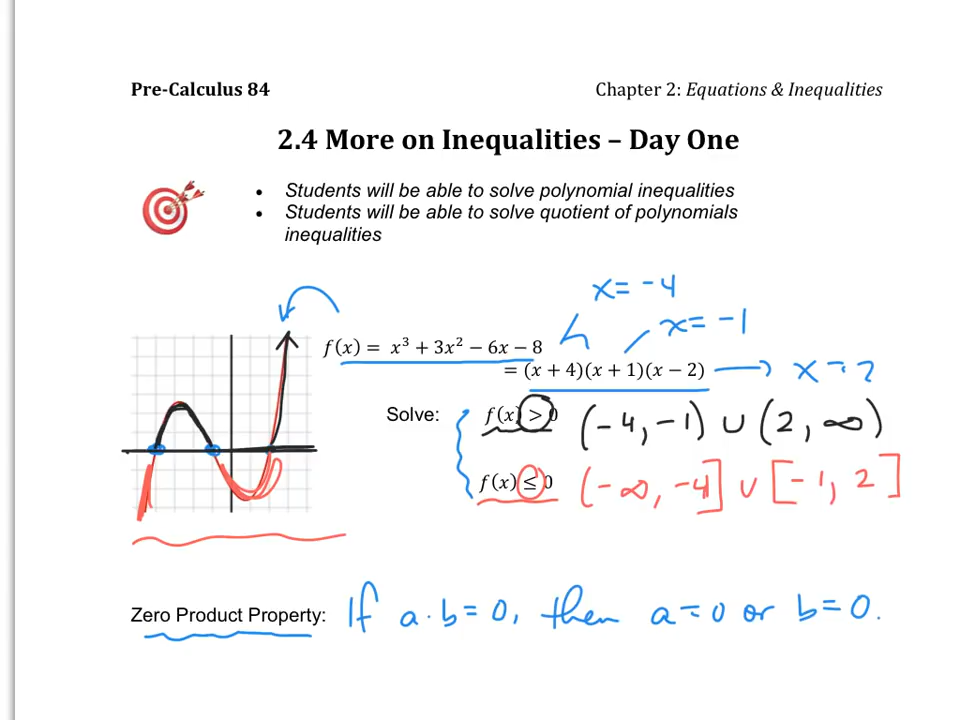 Pre-Calculus 84 Chapter 2: Equations & Inequalities
2.4 More on Inequalities – Day One
• Students will be able to solve polynomial inequalities
• Students will be able to solve quotient of polynomials
inequalities
x = -4
x = -1
f(x) = x³ + 3x² − 6x − 8
= (x + 4)(x + 1)(x − 2) → x = 2
Solve: f(x) > 0 (-4, -1) ∪ (2, ∞)
f(x) ≤ 0 (-∞, -4] ∪ [-1, 2]
Zero Product Property: If a · b = 0, then a = 0 or b = 0.